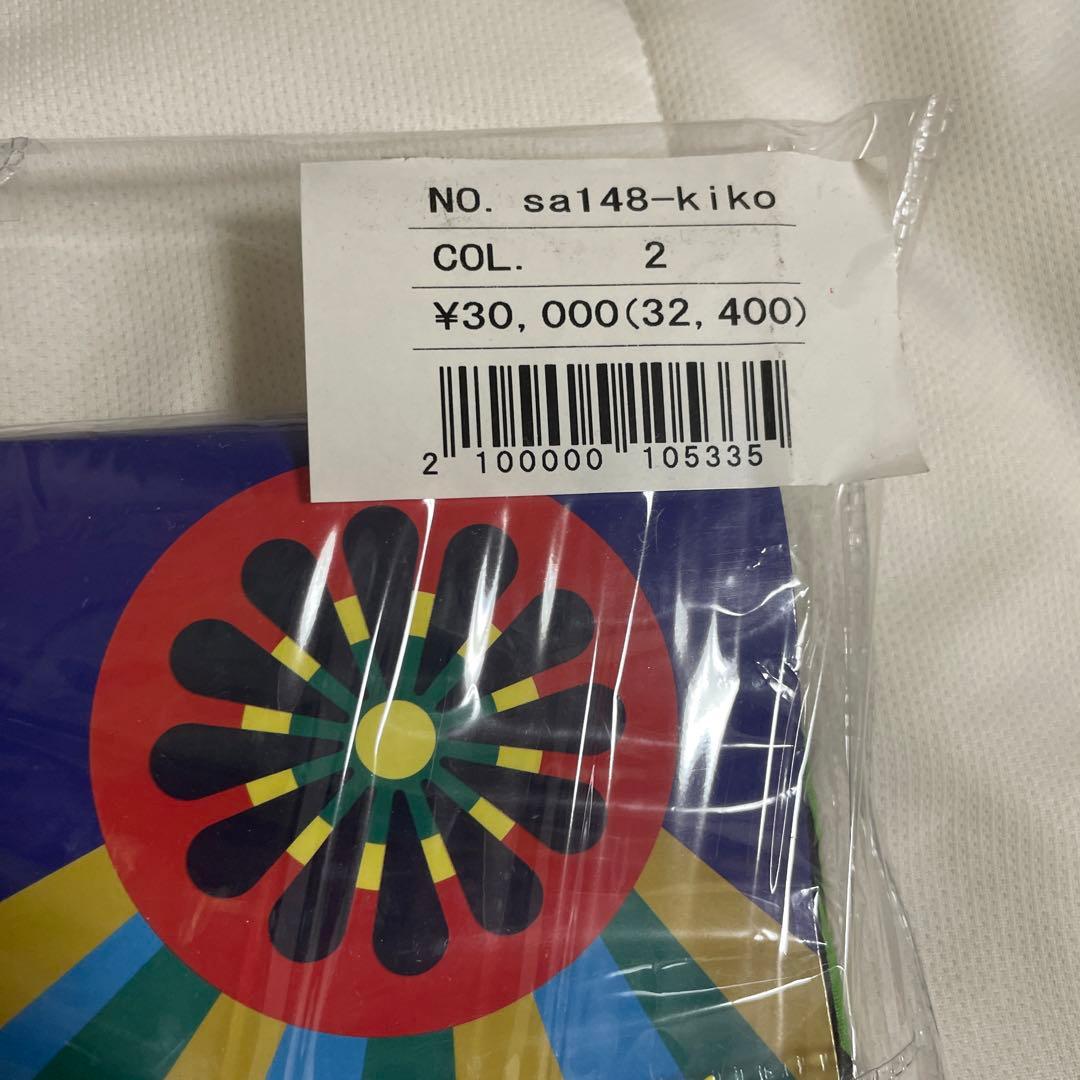 NO. sa148-kiko
COL. 2
¥30,000(32,400)
2 100000 105335